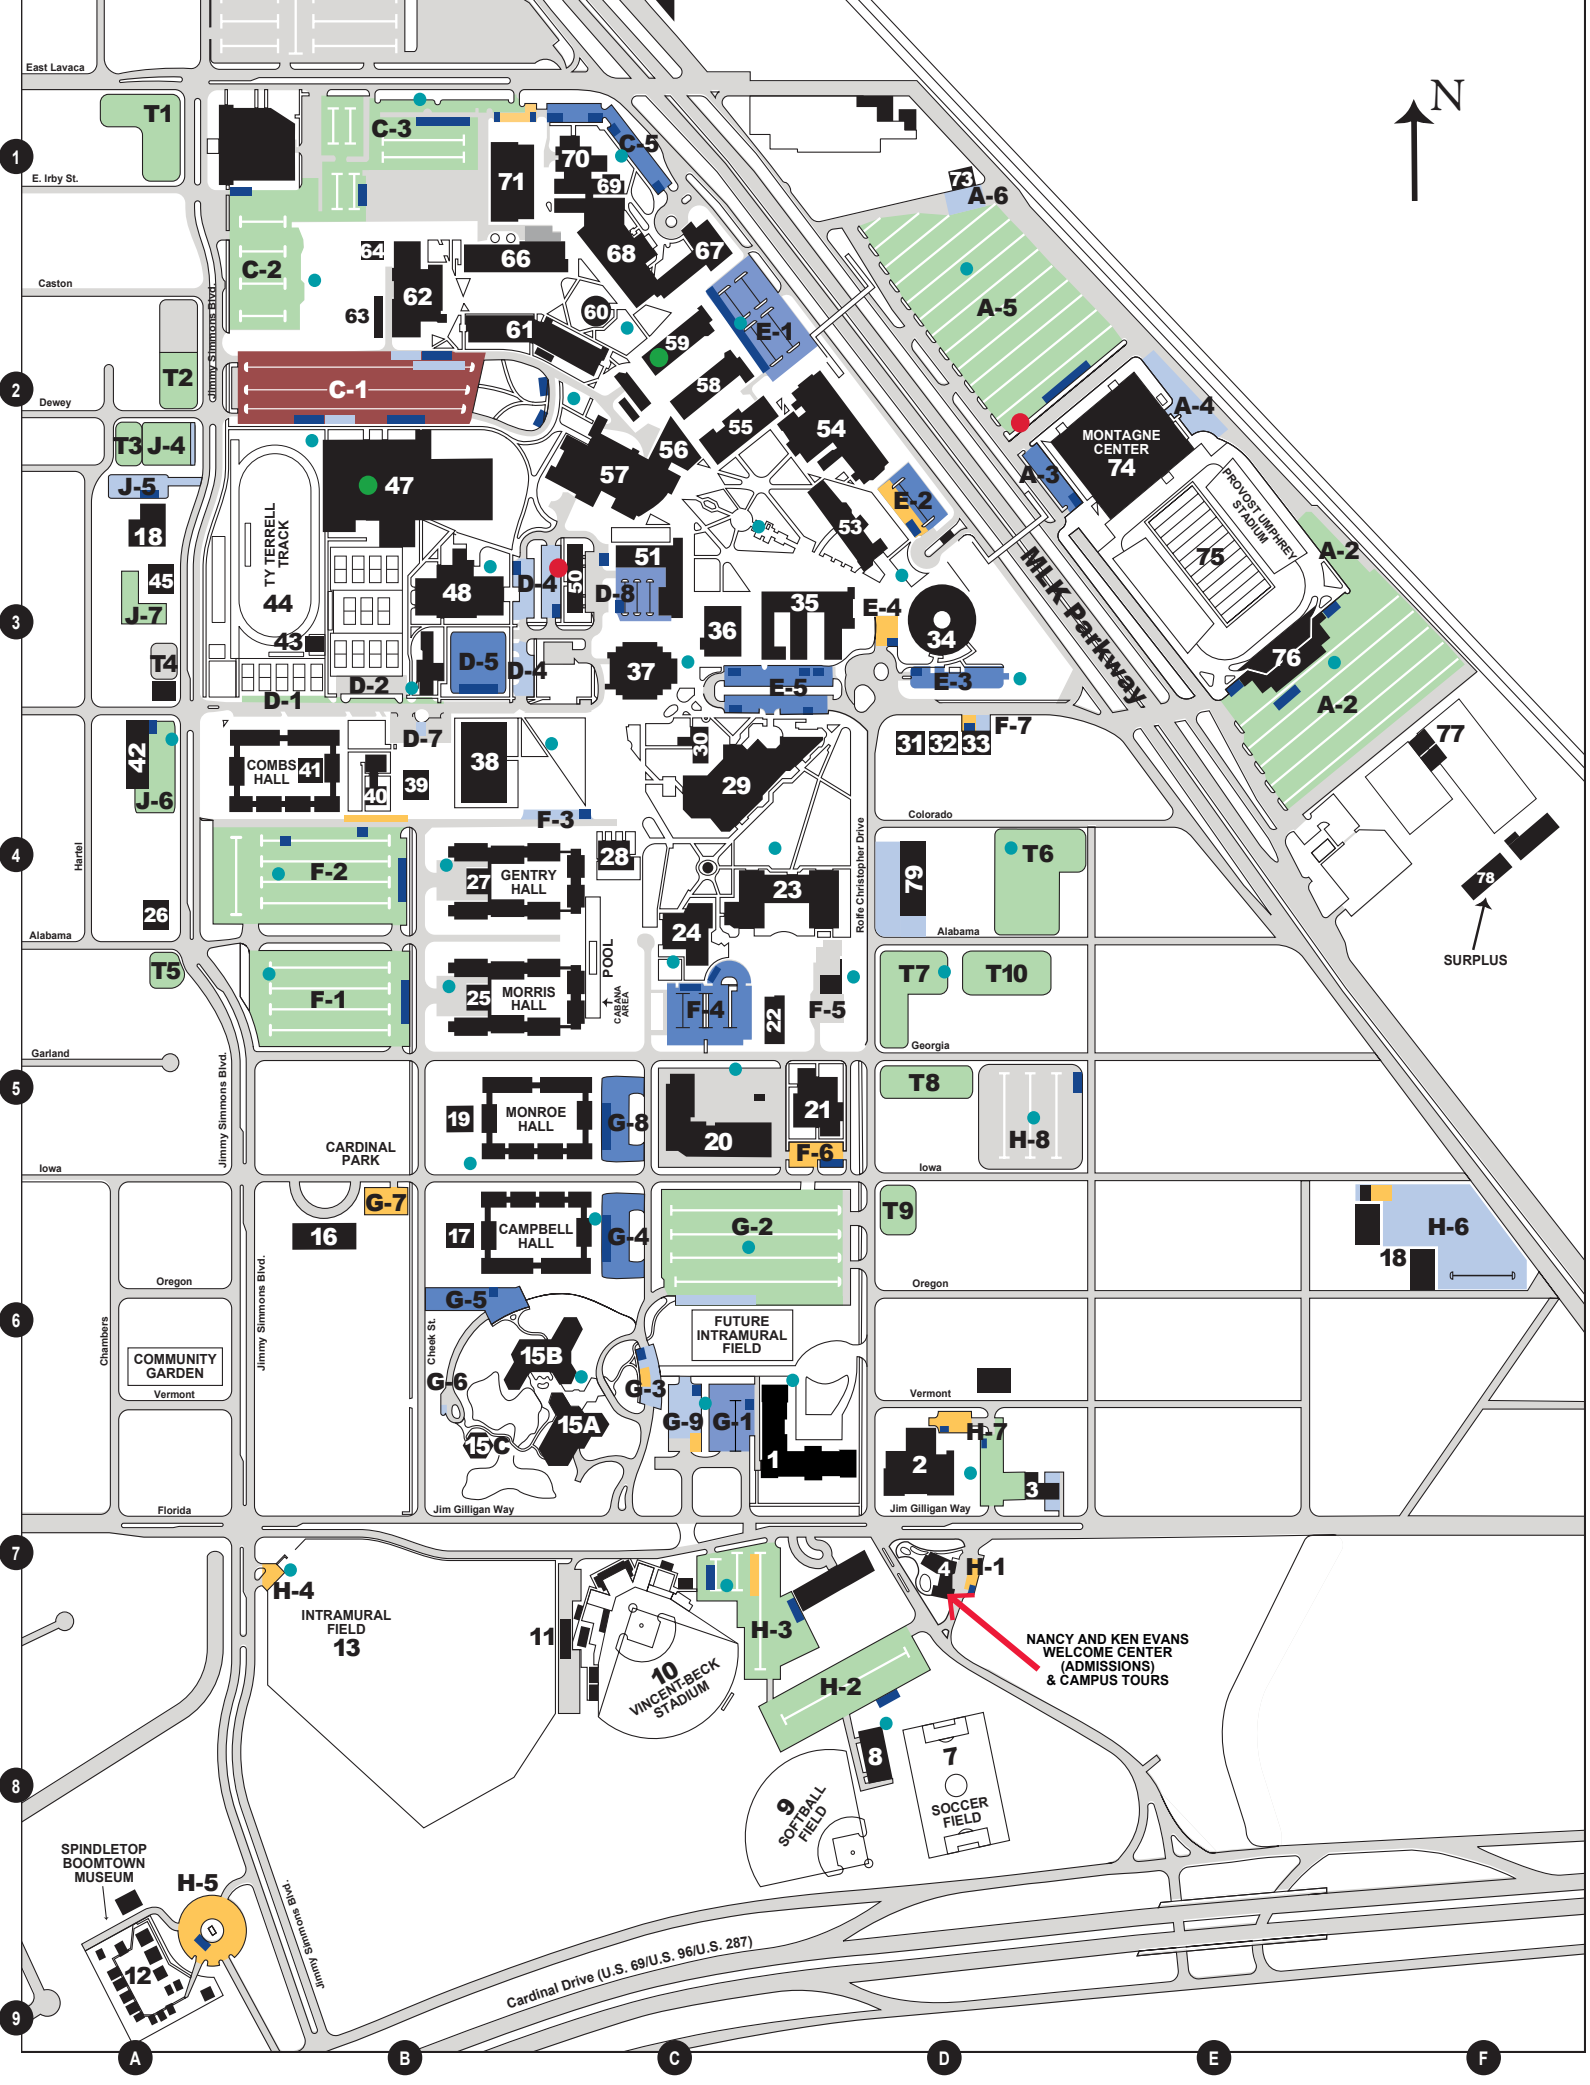 East Lavaca
N
T1
C-3
C-5
1
70
71
69
73
A-6
E. Irby St.
64
66
68
67
C-2
62
A-5
Caston
Jimmy Simmons Blvd.
63
60
61
59
E-1
T2
C-1
58
2
Dewey
A-4
T3
J-4
55
54
56
MONTAGNE
CENTER
74
47
57
A-3
J-5
E-2
PROVOST UMPHREY
STADIUM
18
TY TERRELL
TRACK
44
53
51
MLK Parkway
75
A-2
45
50
D-4
D-8
48
J-7
35
E-4
3
36
34
43
T4
D-5
D-4
37
76
D-2
E-5
E-3
D-1
A-2
30
F-7
77
D-7
42
COMBS
HALL
41
38
31
32
33
40
39
29
J-6
F-3
Colorado
Hartel
Rolfe Christopher Drive
4
F-2
28
T6
27
GENTRY
HALL
79
23
78
26
24
Alabama
Alabama
SURPLUS
POOL
T5
T7
T10
F-1
25
MORRIS
HALL
CABANA
AREA
F-4
22
F-5
Garland
Georgia
Jimmy Simmons Blvd.
T8
5
19
MONROE
HALL
G-8
21
20
H-8
CARDINAL
PARK
F-6
Iowa
Iowa
G-7
T9
16
17
CAMPBELL
HALL
G-4
G-2
H-6
18
Oregon
Oregon
Jimmy Simmons Blvd.
G-5
6
Chambers
Cheek St.
FUTURE
INTRAMURAL
FIELD
COMMUNITY
GARDEN
15B
Vermont
G-6
G-3
Vermont
15A
G-9
G-1
H-7
15C
1
2
3
Florida
Jim Gilligan Way
Jim Gilligan Way
7
4
H-1
H-4
INTRAMURAL
FIELD
13
11
H-3
NANCY AND KEN EVANS
WELCOME CENTER
(ADMISSIONS)
& CAMPUS TOURS
10
VINCENT-BECK
STADIUM
H-2
8
7
8
9
SOFTBALL
FIELD
SOCCER
FIELD
SPINDLETOP
BOOMTOWN
MUSEUM
H-5
Jimmy Simmons Blvd.
12
Cardinal Drive (U.S. 69/U.S. 96/U.S. 287)
9
A
B
C
D
E
F